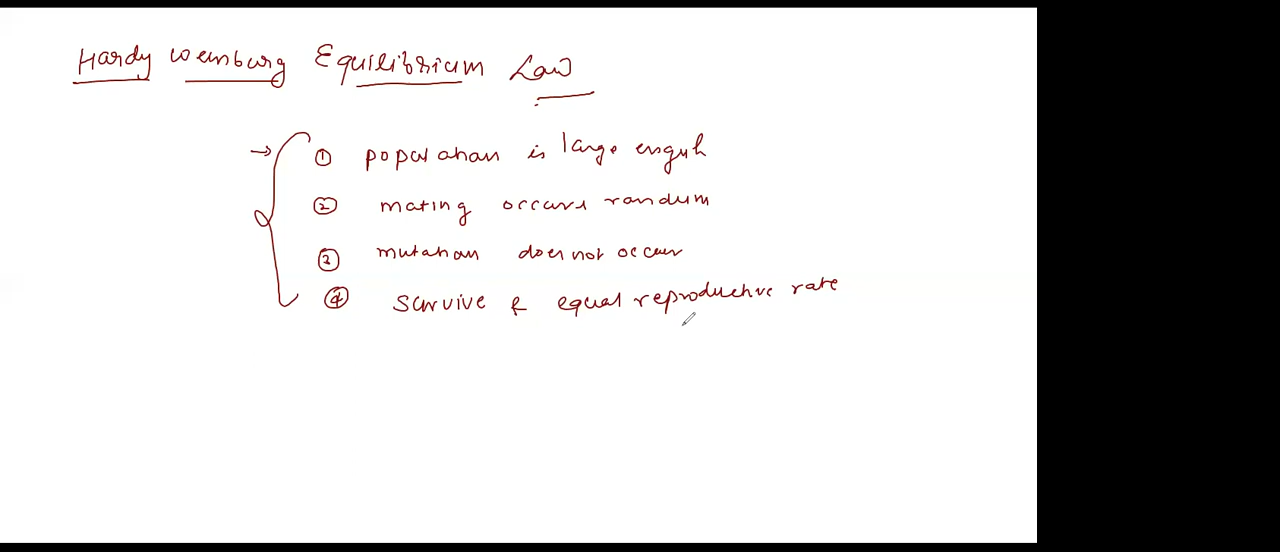 Hardy Weinburg Equilibrium Law
→ ① population is large enguh
② mating occurs random
③ mutation does not occur
④ survive & equal reproductive rate